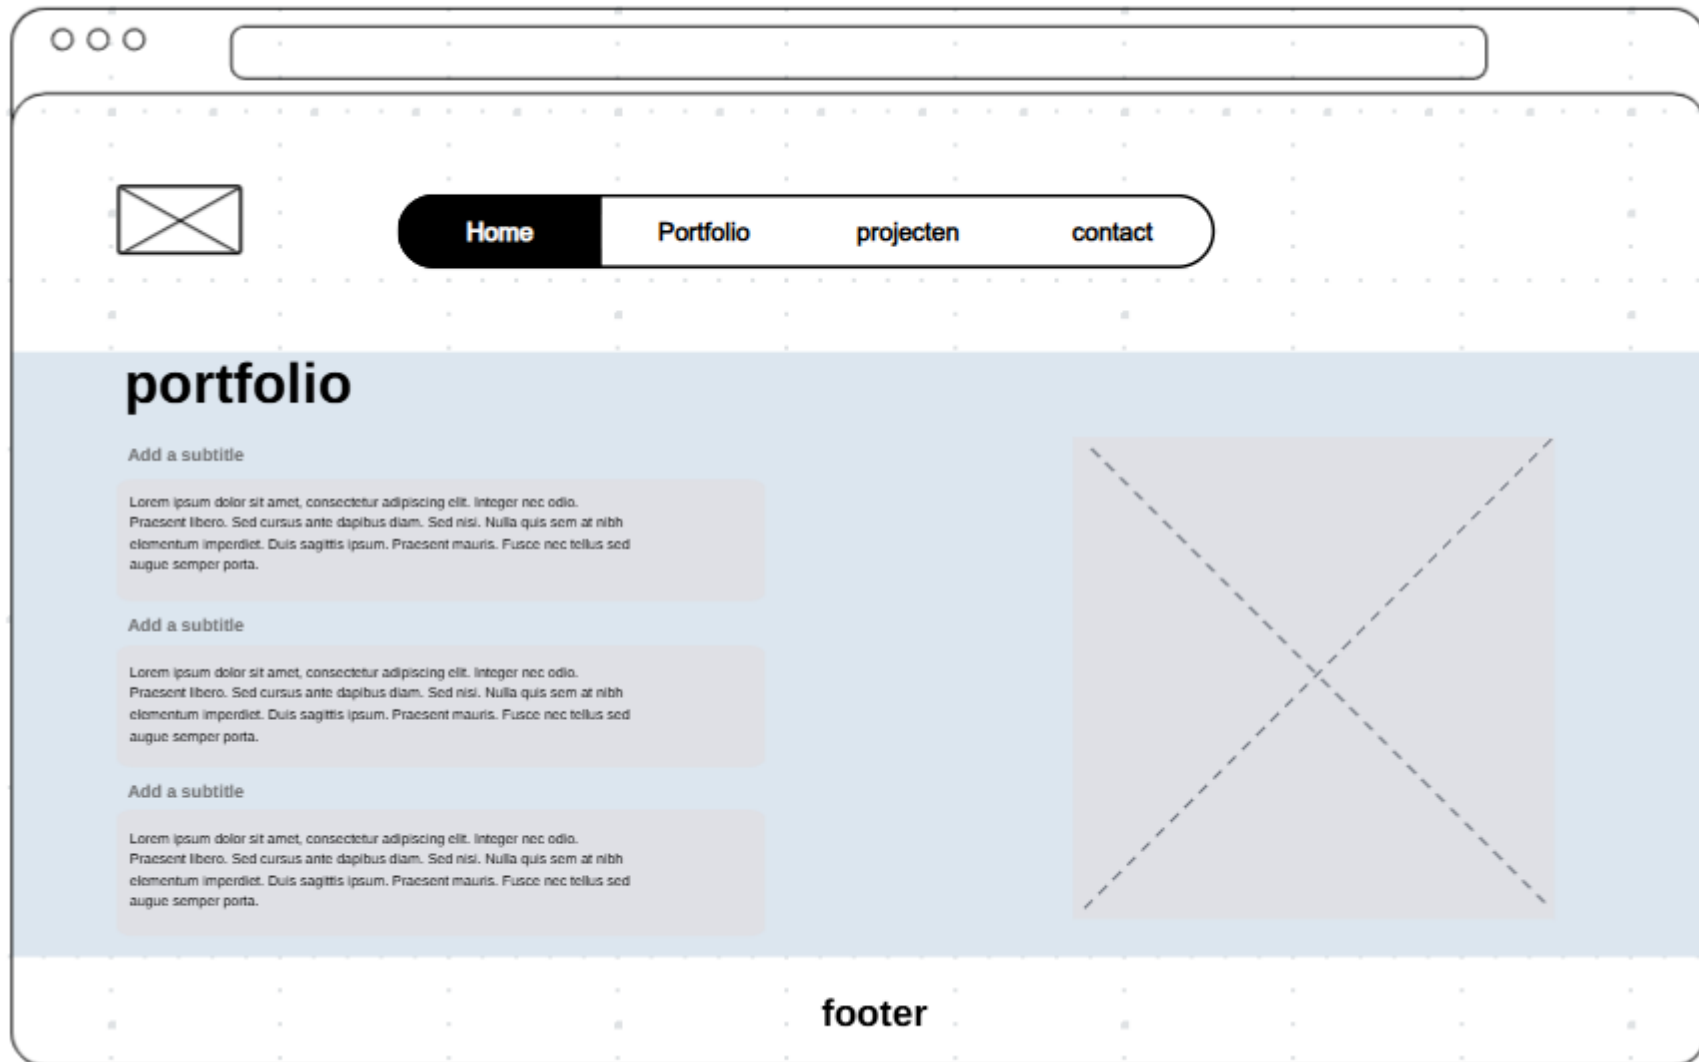 Home Portfolio projecten contact
portfolio
Add a subtitle
Lorem ipsum dolor sit amet, consectetur adipiscing elit. Integer nec odio.
Praesent libero. Sed cursus ante dapibus diam. Sed nisi. Nulla quis sem at nibh
elementum imperdiet. Duis sagittis ipsum. Praesent mauris. Fusce nec tellus sed
augue semper porta.
Add a subtitle
Lorem ipsum dolor sit amet, consectetur adipiscing elit. Integer nec odio.
Praesent libero. Sed cursus ante dapibus diam. Sed nisi. Nulla quis sem at nibh
elementum imperdiet. Duis sagittis ipsum. Praesent mauris. Fusce nec tellus sed
augue semper porta.
Add a subtitle
Lorem ipsum dolor sit amet, consectetur adipiscing elit. Integer nec odio.
Praesent libero. Sed cursus ante dapibus diam. Sed nisi. Nulla quis sem at nibh
elementum imperdiet. Duis sagittis ipsum. Praesent mauris. Fusce nec tellus sed
augue semper porta.
footer